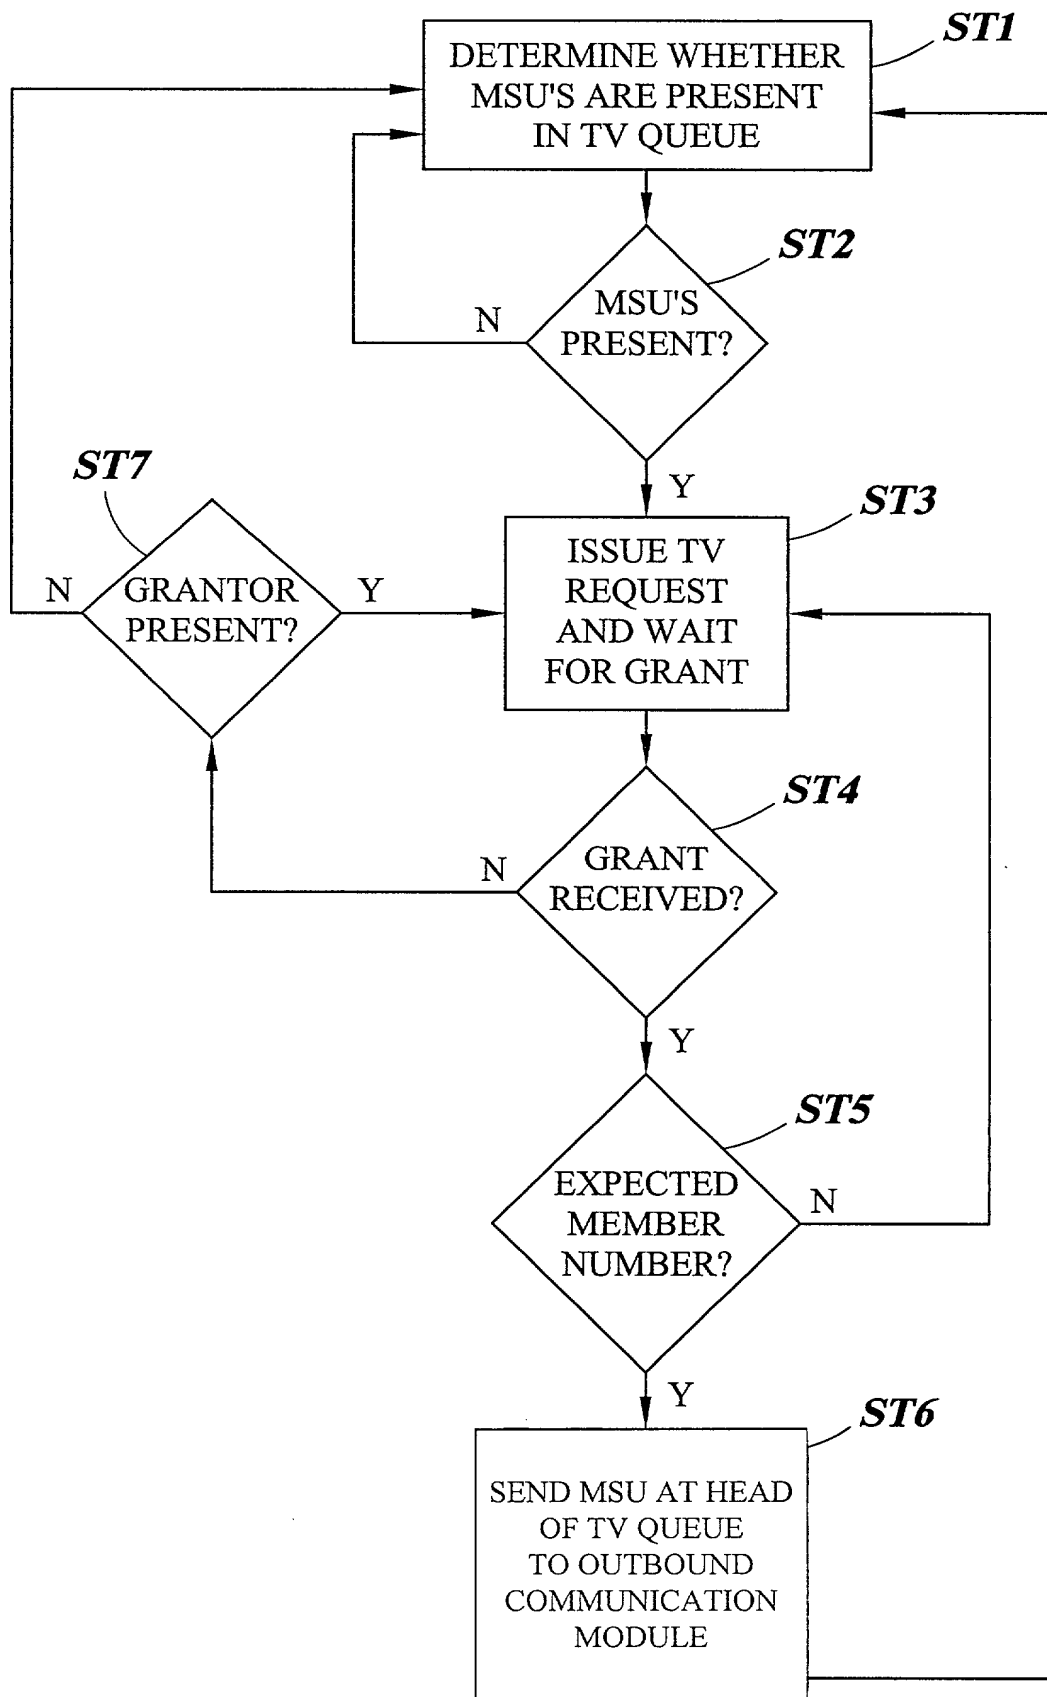 ST1
DETERMINE WHETHER
MSU'S ARE PRESENT
IN TV QUEUE
ST2
MSU'S
PRESENT?
N
Y
ST7
GRANTOR
PRESENT?
N
Y
ST3
ISSUE TV
REQUEST
AND WAIT
FOR GRANT
ST4
GRANT
RECEIVED?
N
Y
ST5
EXPECTED
MEMBER
NUMBER?
N
Y
ST6
SEND MSU AT HEAD
OF TV QUEUE
TO OUTBOUND
COMMUNICATION
MODULE